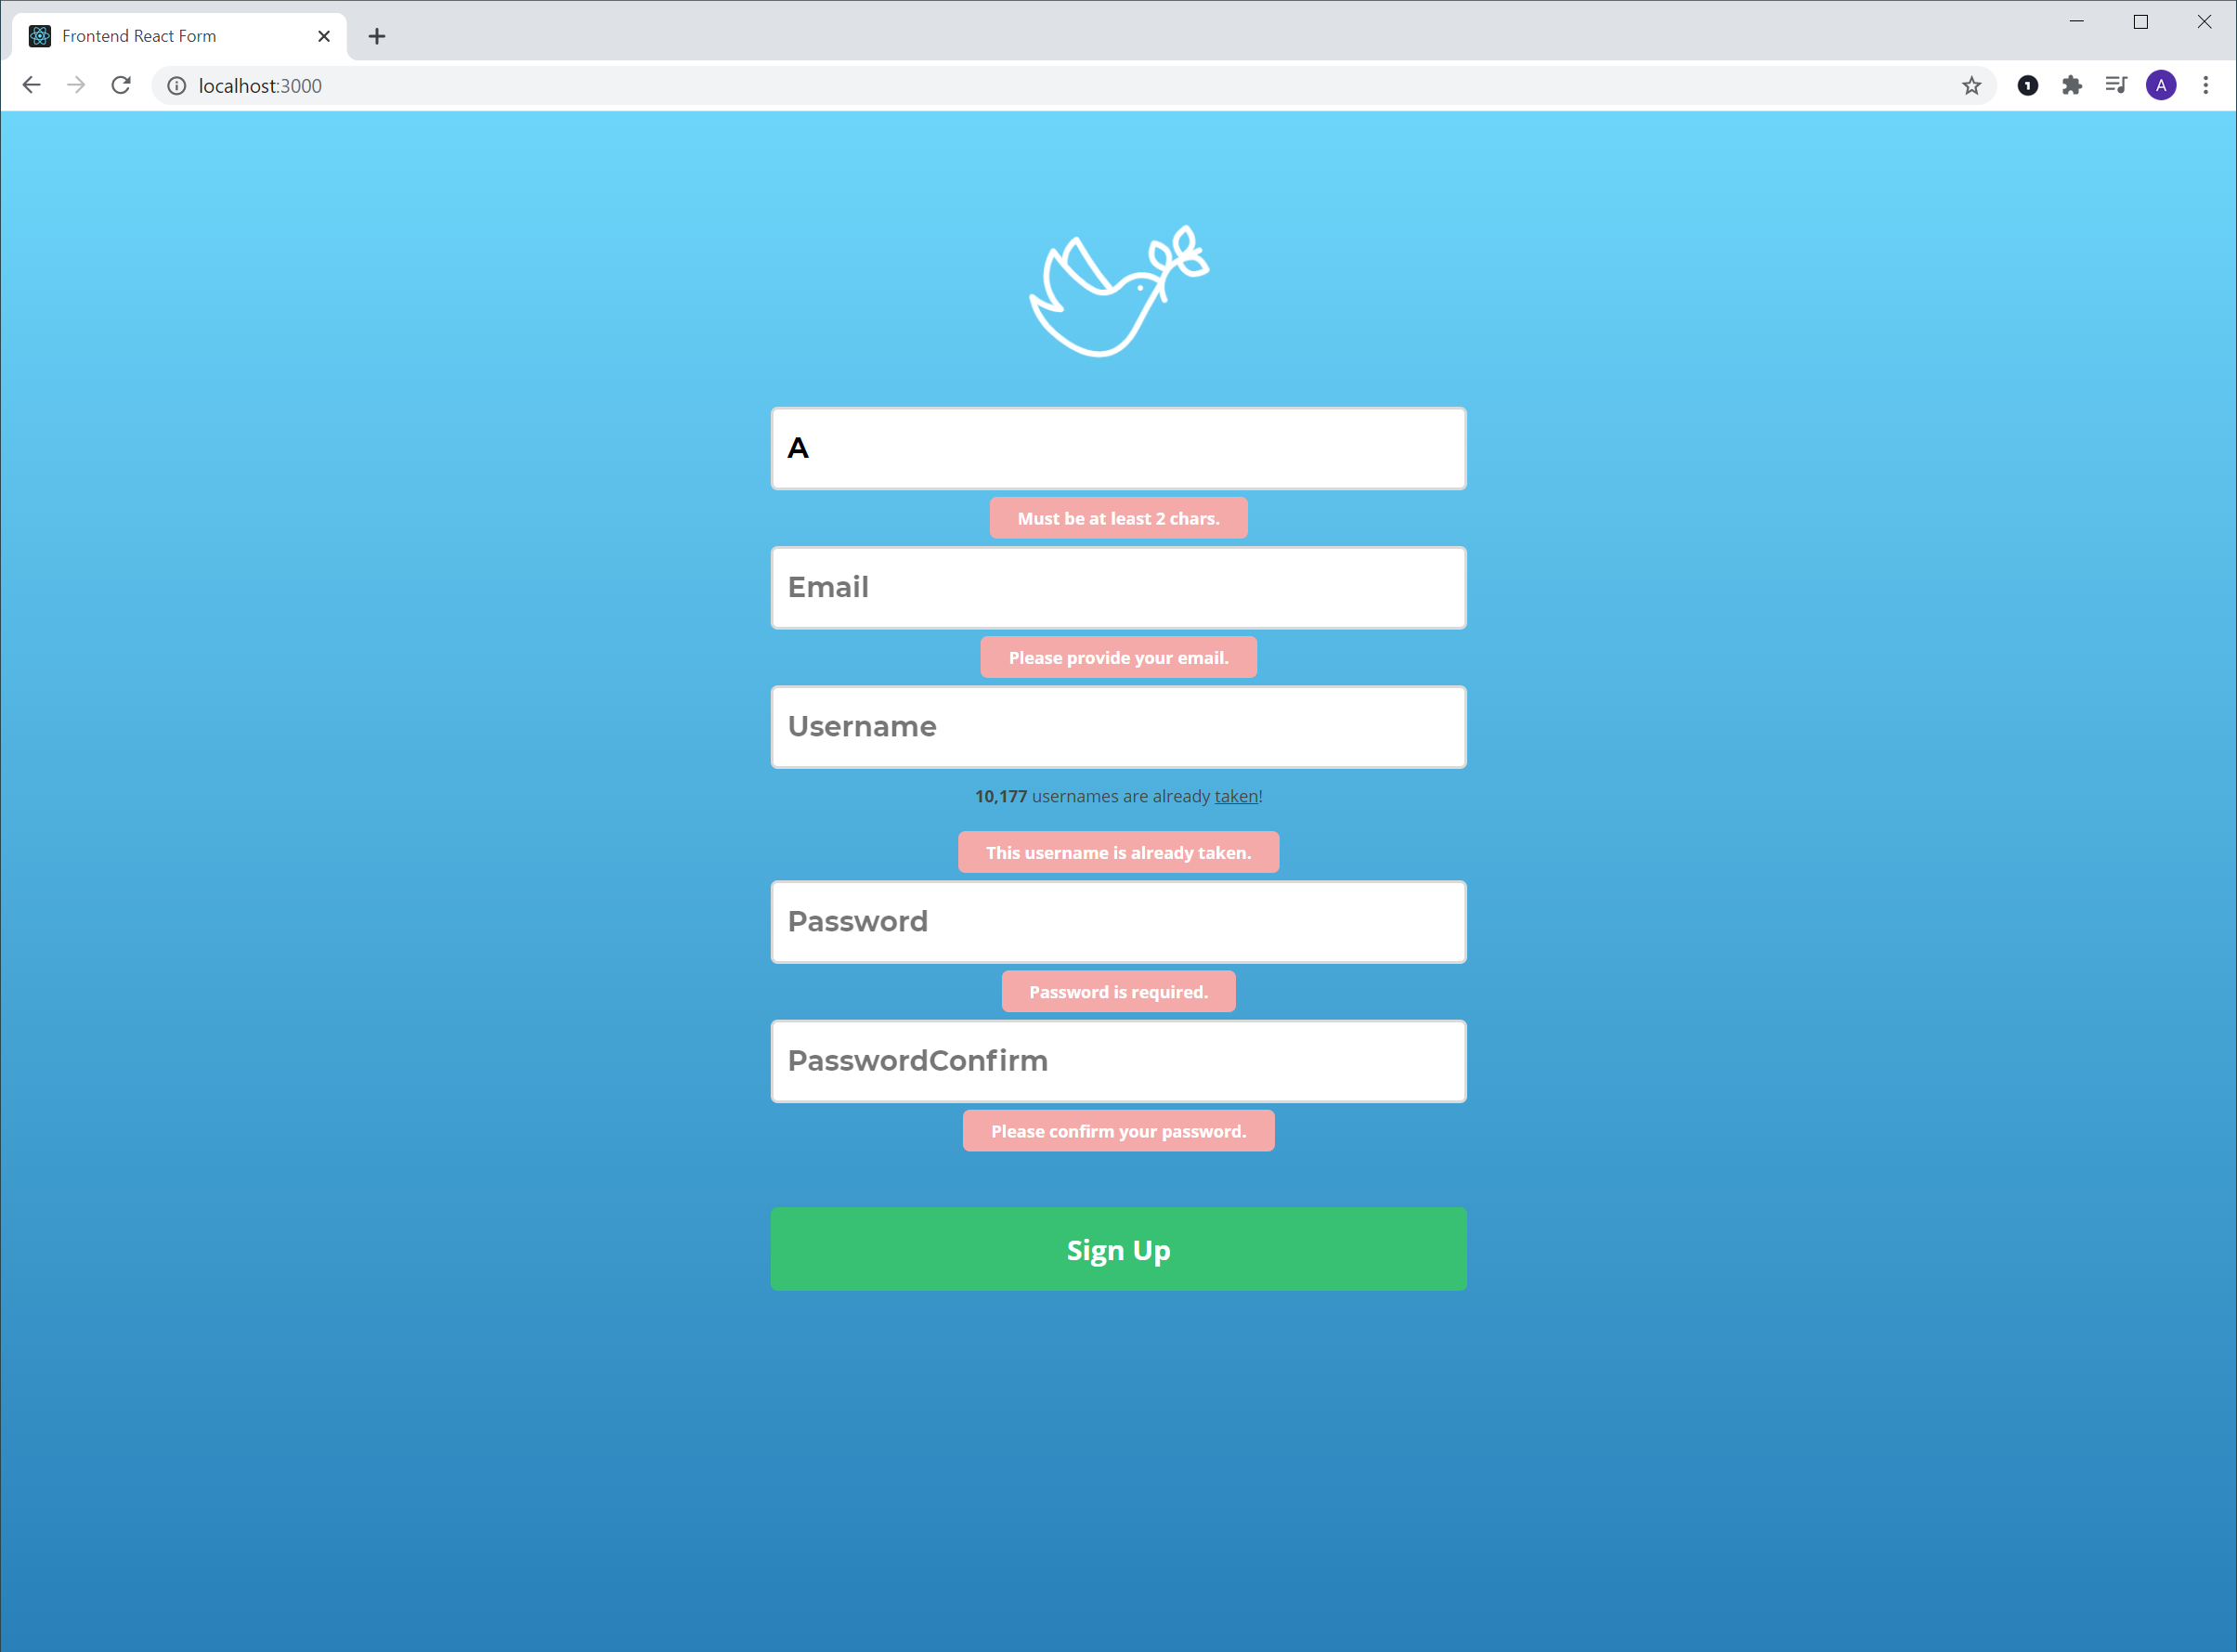 Frontend React Form
localhost:3000
1
A
A
Must be at least 2 chars.
Email
Please provide your email.
Username
10,177 usernames are already taken!
This username is already taken.
Password
Password is required.
PasswordConfirm
Please confirm your password.
Sign Up